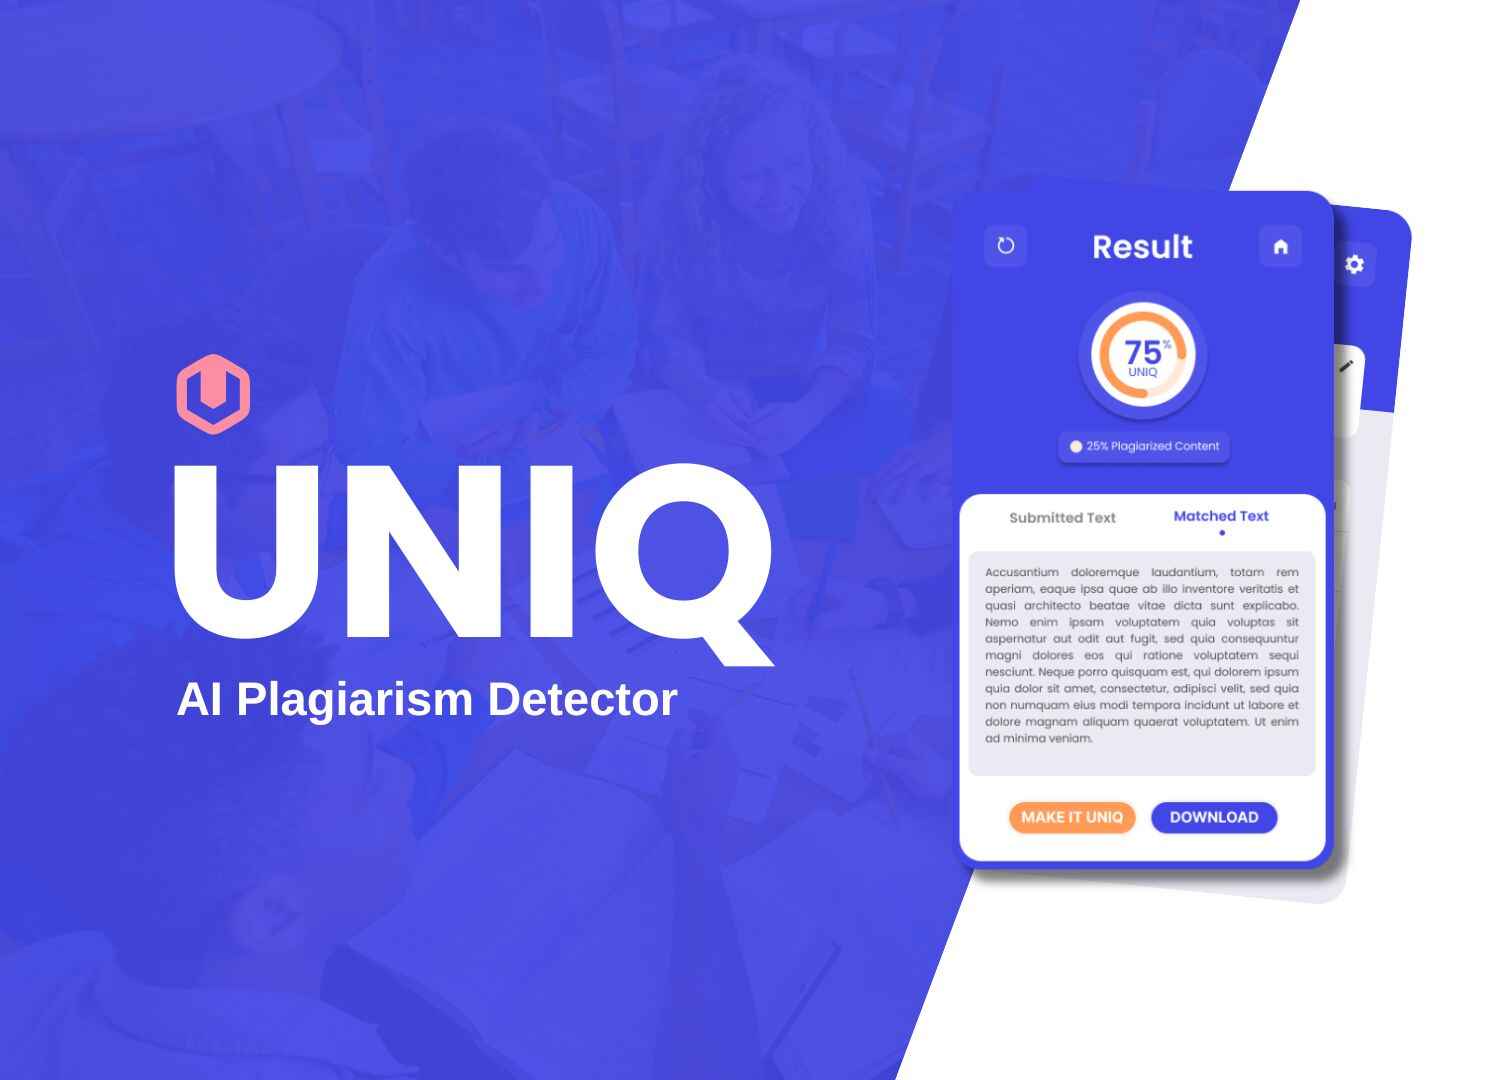 UNIQ
AI Plagiarism Detector
Result
75%
UNIQ
25% Plagiarized Content
Submitted Text
Matched Text
Accusantium doloremque laudantium, totam rem
aperiam, eaque ipsa quae ab illo inventore veritatis et
quasi architecto beatae vitae dicta sunt explicabo.
Nemo enim ipsam voluptatem quia voluptas sit
aspernatur aut odit aut fugit, sed quia consequuntur
magni dolores eos qui ratione voluptatem sequi
nesciunt. Neque porro quisquam est, qui dolorem ipsum
quia dolor sit amet, consectetur, adipisci velit, sed quia
non numquam eius modi tempora incidunt ut labore et
dolore magnam aliquam quaerat voluptatem. Ut enim
ad minima veniam.
MAKE IT UNIQ
DOWNLOAD